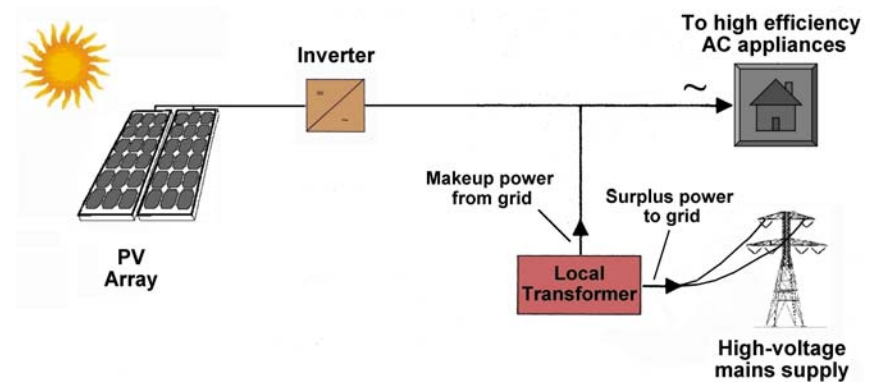 To high efficiency
AC appliances
Inverter
=
~
~
Makeup power
from grid
Surplus power
to grid
PV
Array
Local
Transformer
High-voltage
mains supply